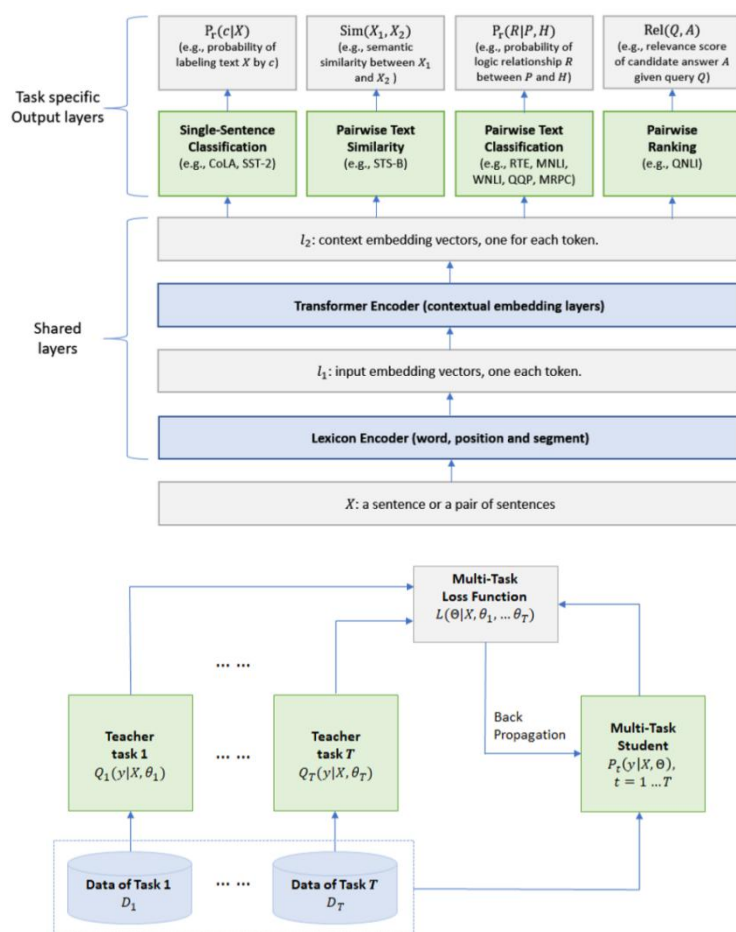 Pr(c|X)
(e.g., probability of
labeling text X by c)
Sim(X₁, X₂)
(e.g., semantic
similarity between X₁
and X₂ )
Pr(R|P, H)
(e.g., probability of
logic relationship R
between P and H)
Rel(Q, A)
(e.g., relevance score
of candidate answer A
given query Q)
Task specific
Output layers
Single-Sentence
Classification
(e.g., CoLA, SST-2)
Pairwise Text
Similarity
(e.g., STS-B)
Pairwise Text
Classification
(e.g., RTE, MNLI,
WNLI, QQP, MRPC)
Pairwise
Ranking
(e.g., QNLI)
Shared
layers
l₂: context embedding vectors, one for each token.
Transformer Encoder (contextual embedding layers)
l₁: input embedding vectors, one each token.
Lexicon Encoder (word, position and segment)
X: a sentence or a pair of sentences
Multi-Task
Loss Function
L(Θ|X, θ₁, … θ_T)
... ...
Teacher
task 1
Q₁(y|X, θ₁)
... ...
Teacher
task T
Q_T(y|X, θ_T)
Back
Propagation
Multi-Task
Student
P_t(y|X, Θ),
t = 1 … T
Data of Task 1
D₁
... ...
Data of Task T
D_T